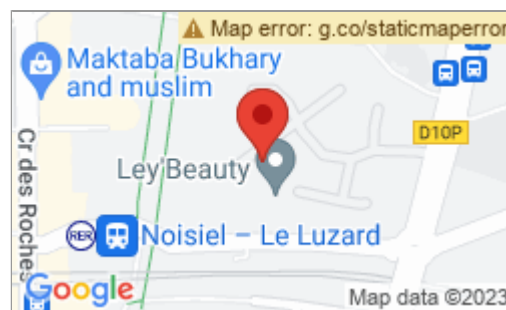 Map error: g.co/staticmaperror
Maktaba Bukhary
and muslim
D10P
Ley'Beauty
Cr des Roches
RER
Noisiel – Le Luzard
Google
Map data ©2023